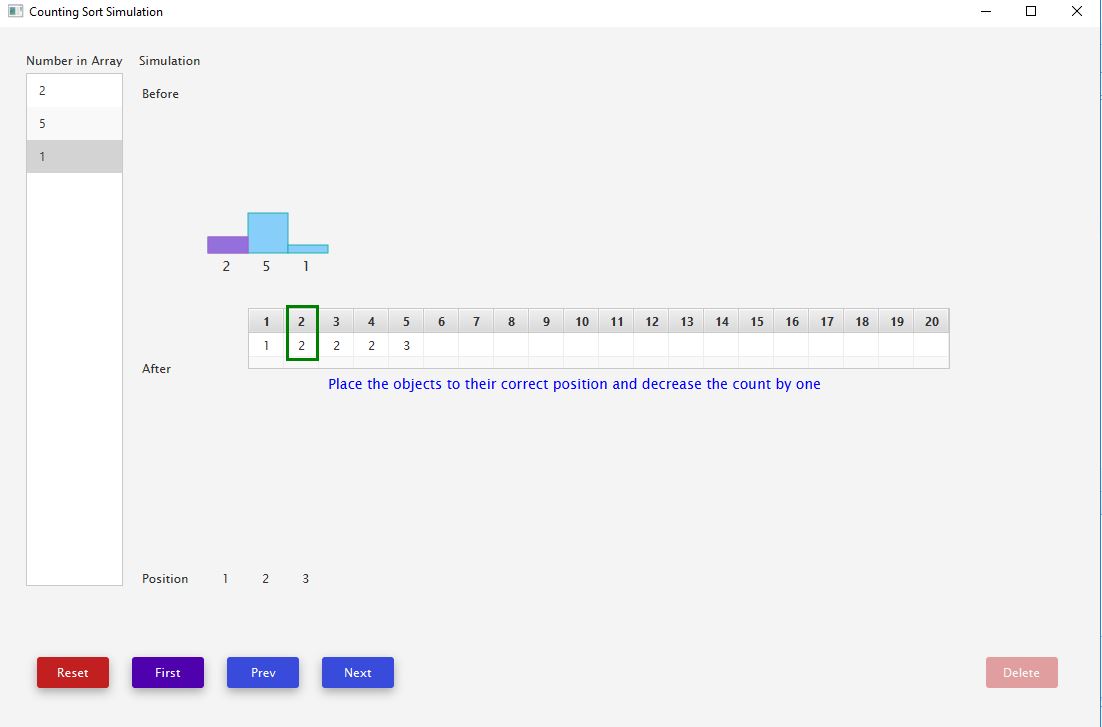 Counting Sort Simulation
Number in Array Simulation
2
Before
5
1
2 5 1
1 2 3 4 5 6 7 8 9 10 11 12 13 14 15 16 17 18 19 20
1 2 2 2 3
After
Place the objects to their correct position and decrease the count by one
Position 1 2 3
Reset First Prev Next Delete